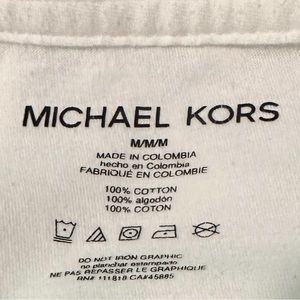 MICHAEL KORS
M/M/M
MADE IN COLOMBIA
hecho en Colombia
FABRIQUÉ EN COLOMBIE
100% COTTON
100% algodón
100% COTON
DO NOT IRON GRAPHIC
no planchar estampado
NE PAS REPASSER LE GRAPHIQUE
RN# 111818 CA#45885